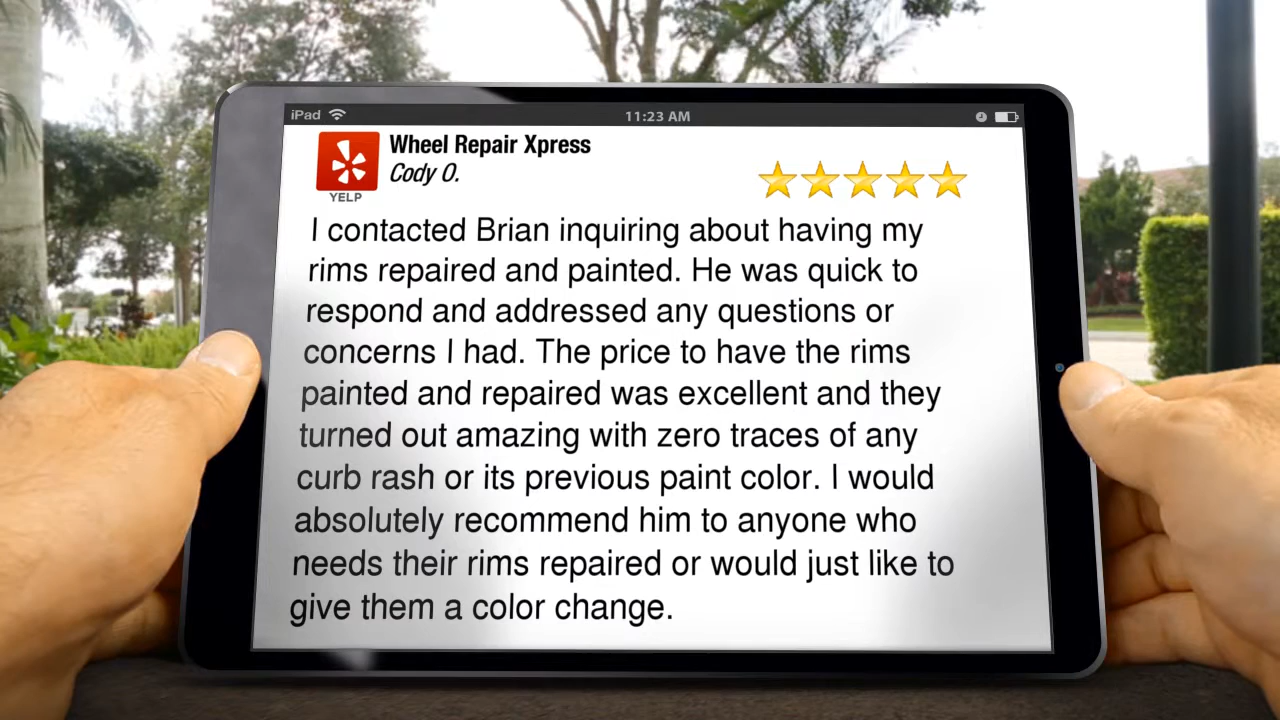 iPad
11:23 AM
Wheel Repair Xpress
Cody O.
YELP
I contacted Brian inquiring about having my
rims repaired and painted. He was quick to
respond and addressed any questions or
concerns I had. The price to have the rims
painted and repaired was excellent and they
turned out amazing with zero traces of any
curb rash or its previous paint color. I would
absolutely recommend him to anyone who
needs their rims repaired or would just like to
give them a color change.